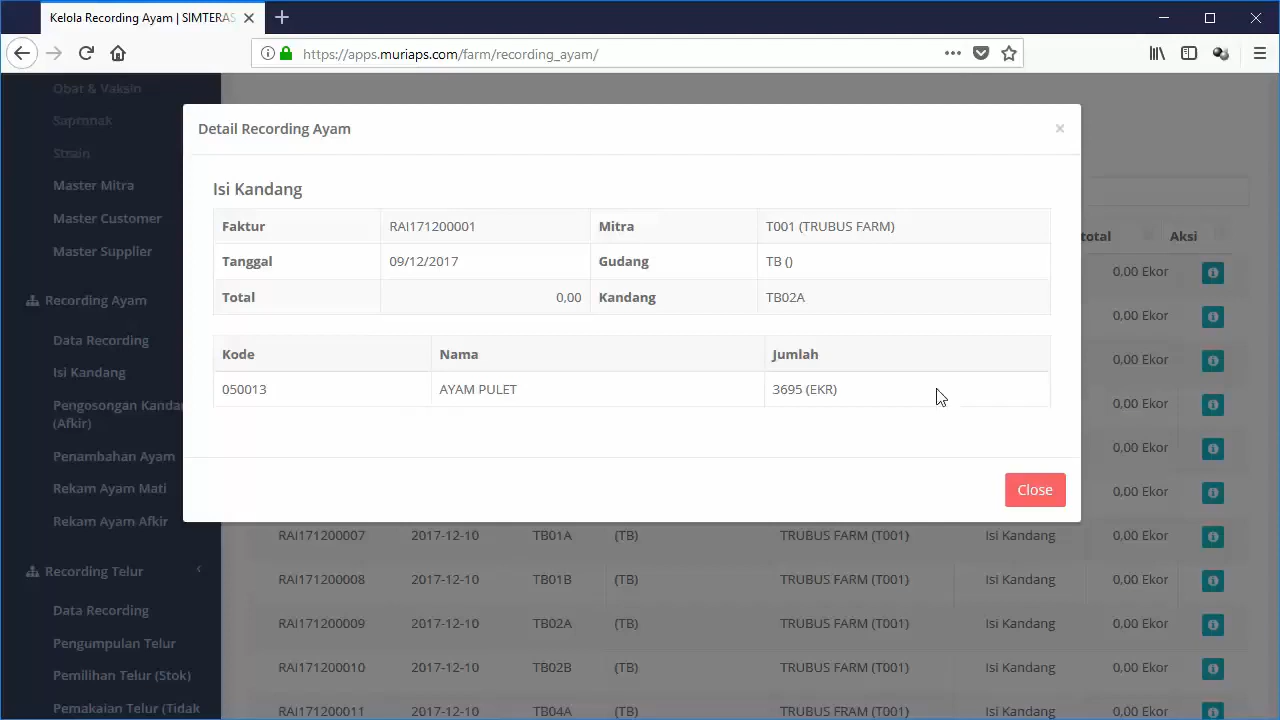 Kelola Recording Ayam | SIMTERAS
https://apps.muriaps.com/farm/recording_ayam/
Obat & Vaksin
Sapronak
Strain
Master Mitra
Master Customer
Master Supplier
Recording Ayam
Data Recording
Isi Kandang
Pengosongan Kandang
(Afkir)
Penambahan Ayam
Rekam Ayam Mati
Rekam Ayam Afkir
Recording Telur
Data Recording
Pengumpulan Telur
Pemilihan Telur (Stok)
Pemakaian Telur (Tidak
Detail Recording Ayam ×
Isi Kandang
Faktur RAI171200001 Mitra T001 (TRUBUS FARM)
Tanggal 09/12/2017 Gudang TB ()
Total 0,00 Kandang TB02A
Kode Nama Jumlah
050013 AYAM PULET 3695 (EKR)
Close
total Aksi
0,00 Ekor
0,00 Ekor
0,00 Ekor
0,00 Ekor
0,00 Ekor
0,00 Ekor
RAI171200007 2017-12-10 TB01A (TB) TRUBUS FARM (T001) Isi Kandang 0,00 Ekor
RAI171200008 2017-12-10 TB01B (TB) TRUBUS FARM (T001) Isi Kandang 0,00 Ekor
RAI171200009 2017-12-10 TB02A (TB) TRUBUS FARM (T001) Isi Kandang 0,00 Ekor
RAI171200010 2017-12-10 TB02B (TB) TRUBUS FARM (T001) Isi Kandang 0,00 Ekor
RAI171200011 2017-12-10 TB04A (TB) TRUBUS FRAM (T001) Isi Kandang 0,00 Ekor